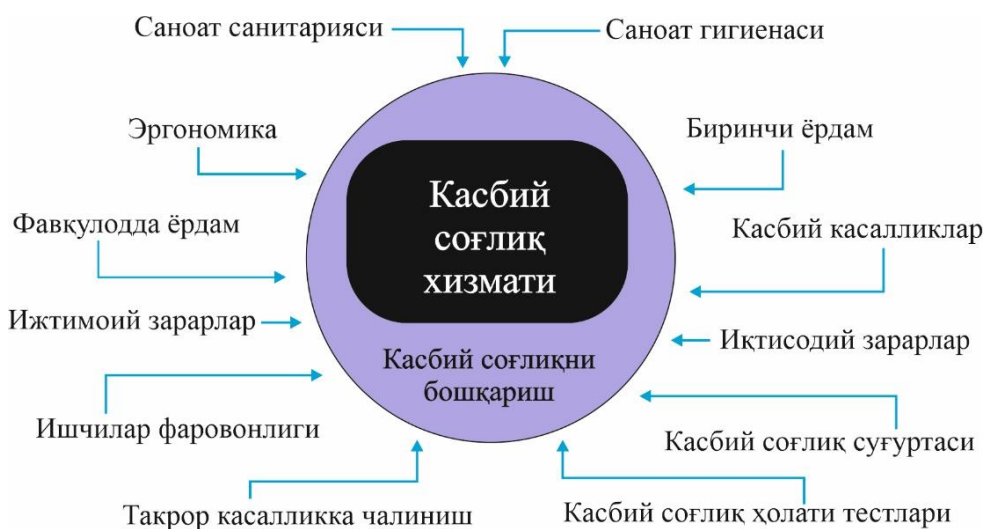 Саноат санитарияси
Саноат гигиенаси
Эргономика
Биринчи ёрдам
Касбий
соғлиқ
хизмати
Фавқулодда ёрдам
Касбий касалликлар
Ижтимоий зарарлар
Иқтисодий зарарлар
Касбий соғлиқни
бошқариш
Ишчилар фаровонлиги
Касбий соғлиқ суғуртаси
Такрор касалликка чалиниш
Касбий соғлиқ ҳолати тестлари